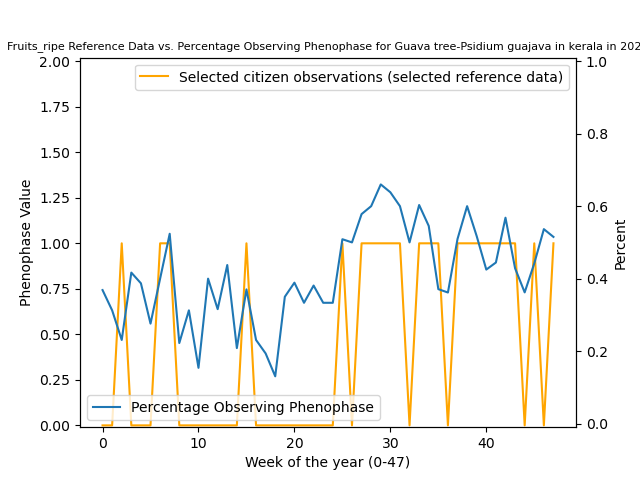 Fruits_ripe Reference Data vs. Percentage Observing Phenophase for Guava tree-Psidium guajava in kerala in 202
Selected citizen observations (selected reference data)
Percentage Observing Phenophase
2.00
1.75
1.50
1.25
1.00
0.75
0.50
0.25
0.00
Phenophase Value
1.0
0.8
0.6
0.4
0.2
0.0
Percent
0 10 20 30 40
Week of the year (0-47)